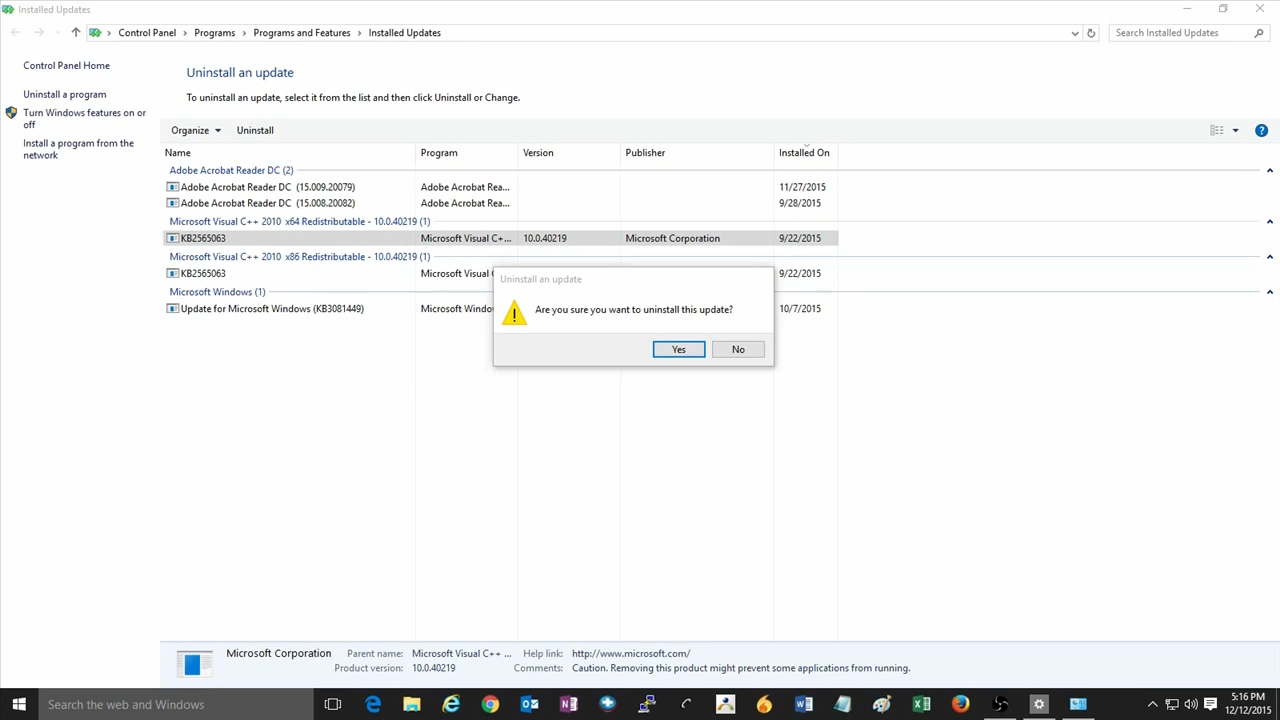 Installed Updates
Control Panel > Programs > Programs and Features > Installed Updates
Search Installed Updates
Control Panel Home
Uninstall a program
Turn Windows features on or
off
Install a program from the
network
Uninstall an update
To uninstall an update, select it from the list and then click Uninstall or Change.
Organize Uninstall
Name Program Version Publisher Installed On
Adobe Acrobat Reader DC (2)
Adobe Acrobat Reader DC (15.009.20079) Adobe Acrobat Rea... 11/27/2015
Adobe Acrobat Reader DC (15.008.20082) Adobe Acrobat Rea... 9/28/2015
Microsoft Visual C++ 2010 x64 Redistributable - 10.0.40219 (1)
KB2565063 Microsoft Visual C+... 10.0.40219 Microsoft Corporation 9/22/2015
Microsoft Visual C++ 2010 x86 Redistributable - 10.0.40219 (1)
KB2565063 Microsoft Visual 9/22/2015
Microsoft Windows (1)
Update for Microsoft Windows (KB3081449) Microsoft Windo 10/7/2015
Uninstall an update
Are you sure you want to uninstall this update?
Yes No
Microsoft Corporation Parent name: Microsoft Visual C++ ... Help link: http://www.microsoft.com/
Product version: 10.0.40219 Comments: Caution. Removing this product might prevent some applications from running.
Search the web and Windows
5:16 PM
12/12/2015